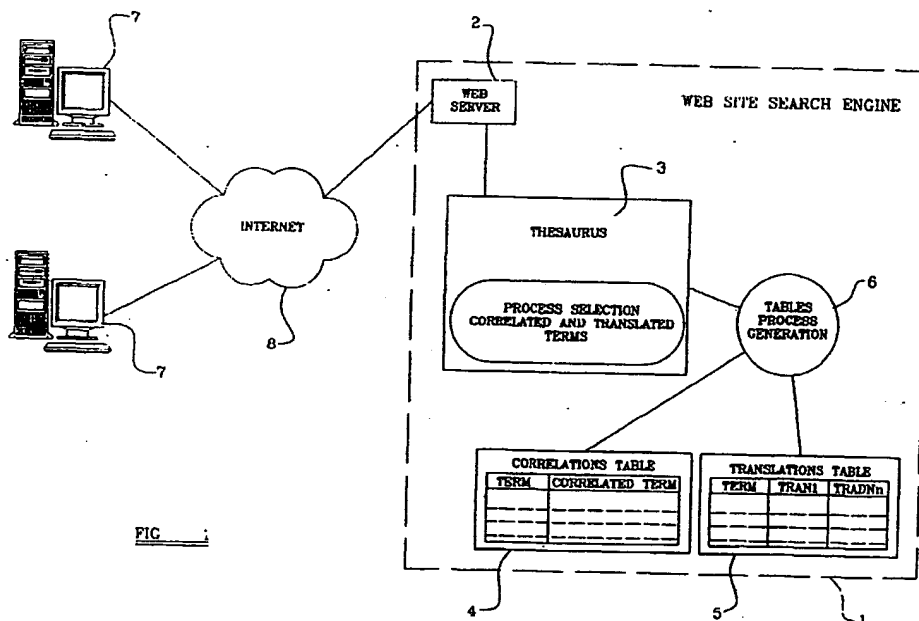 7
2
WEB
SERVER
WEB SITE SEARCH ENGINE
3
THESAURUS
INTERNET
PROCESS SELECTION
CORRELATED AND TRANSLATED
TERMS
6
TABLES
PROCESS
GENERATION
8
7
CORRELATIONS TABLE
TERM CORRELATED TERM
TRANSLATIONS TABLE
TERM TRAN1 TRADNn
FIG
4
5
1